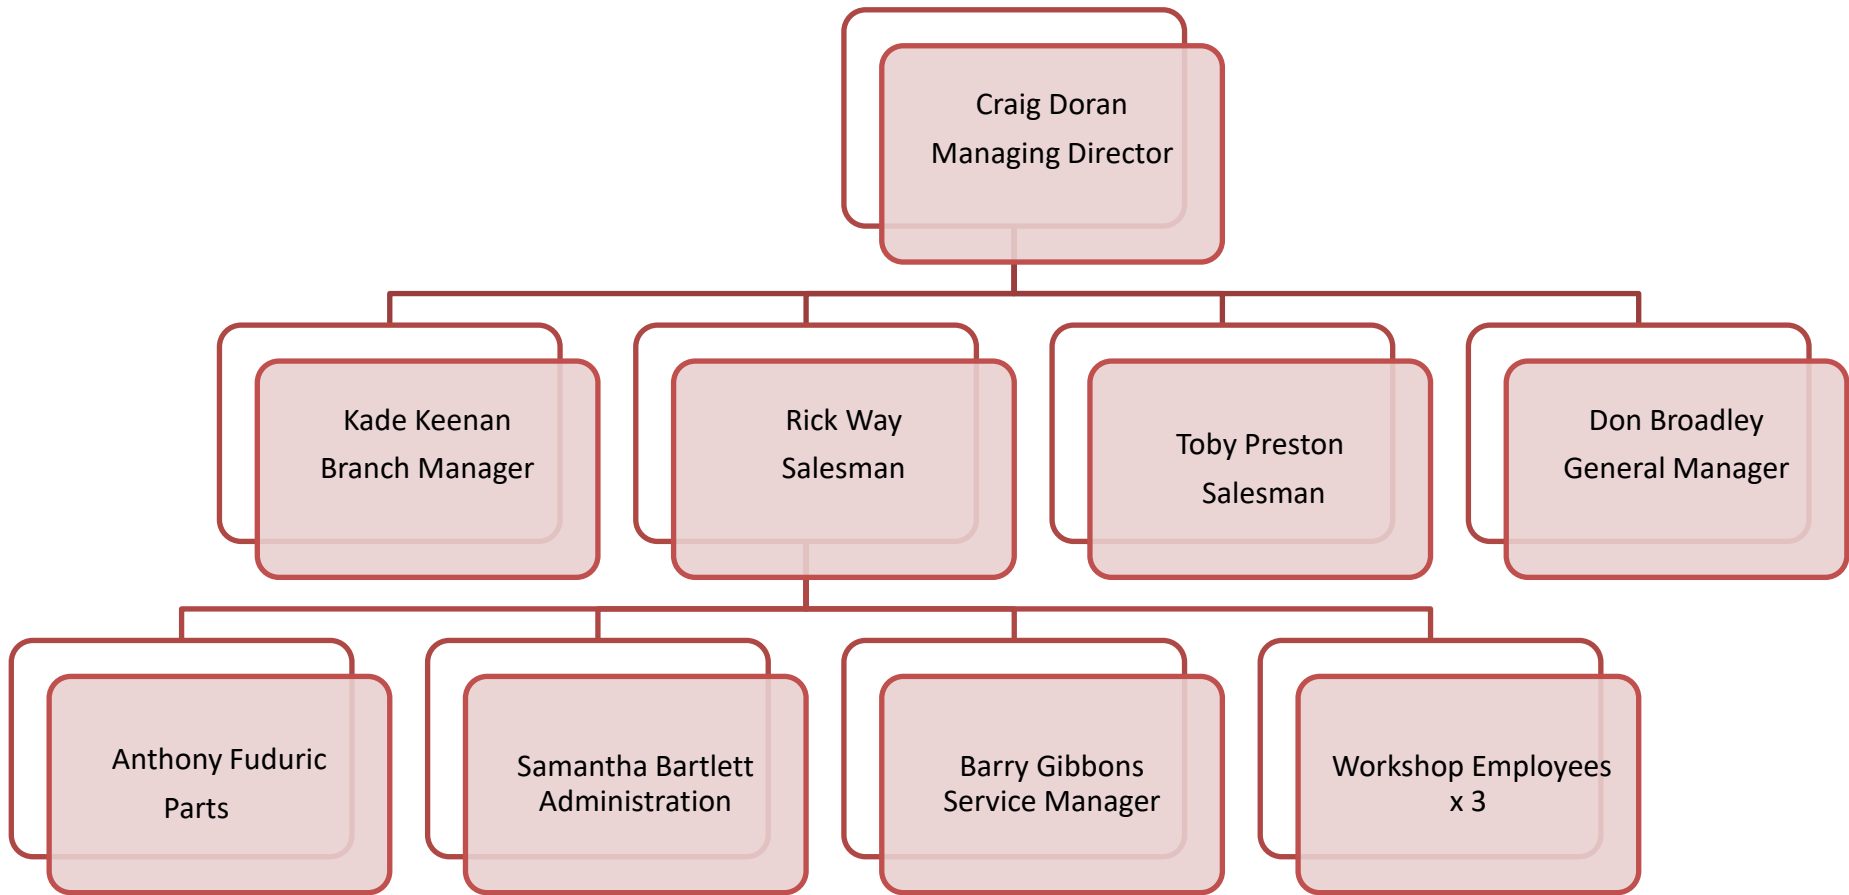 Craig Doran
Managing Director
Kade Keenan
Branch Manager
Rick Way
Salesman
Toby Preston
Salesman
Don Broadley
General Manager
Anthony Fuduric
Parts
Samantha Bartlett
Administration
Barry Gibbons
Service Manager
Workshop Employees
x 3